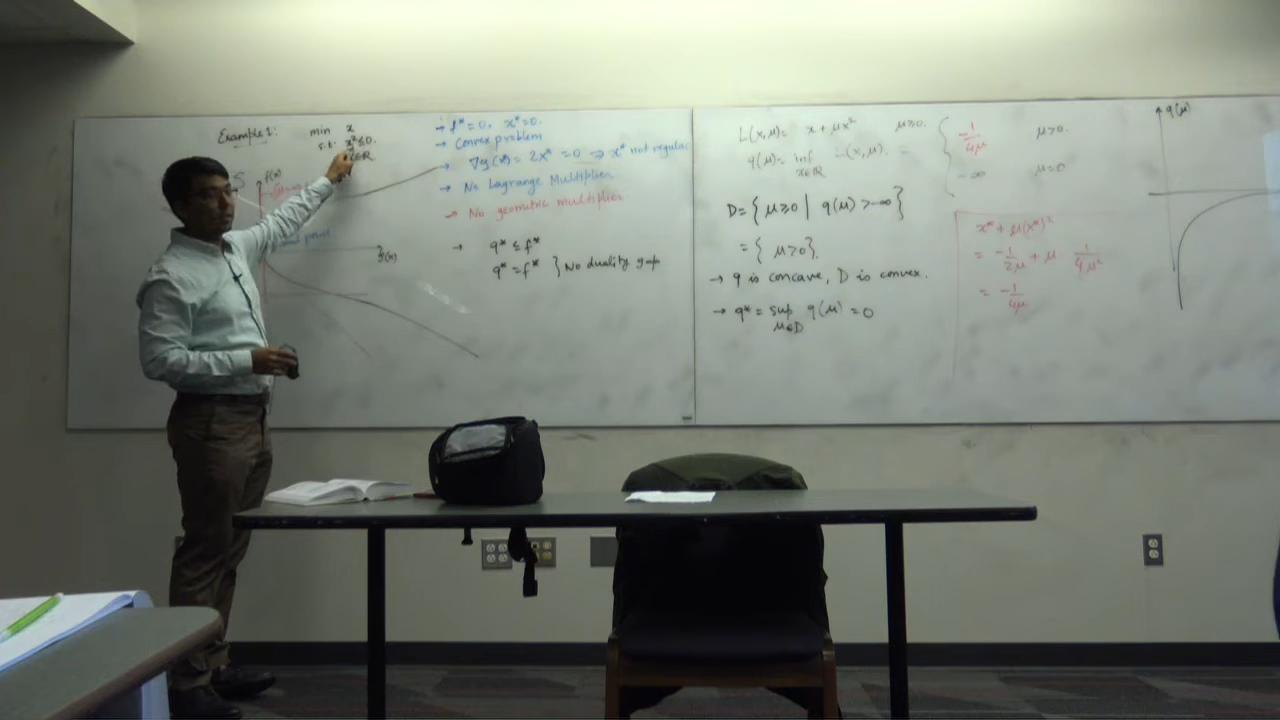 Example 1:
min x
s.t. x² ≤ 0.
x∈ℝ
S
f(x)
g(x)
→ f* = 0, x* = 0.
→ Convex problem
→ ∇g(x*) = 2x* = 0 ⇒ x* not regular
→ No Lagrange Multiplier
→ No geometric multiplier
→ q* ≤ f*
q* = f* } No duality gap
L(x,μ) = x + μx² μ≥0.
q(μ) = inf L(x,μ). = { -1/4μ μ>0.
x∈ℝ
-∞ μ=0
D = { μ≥0 | q(μ) > -∞ }
= { μ>0 }.
→ q is concave, D is convex.
→ q* = sup q(μ) = 0
μ∈D
x* + μ(x*)²
= -1/2μ + μ 1/4μ²
= -1/4μ
q(μ)